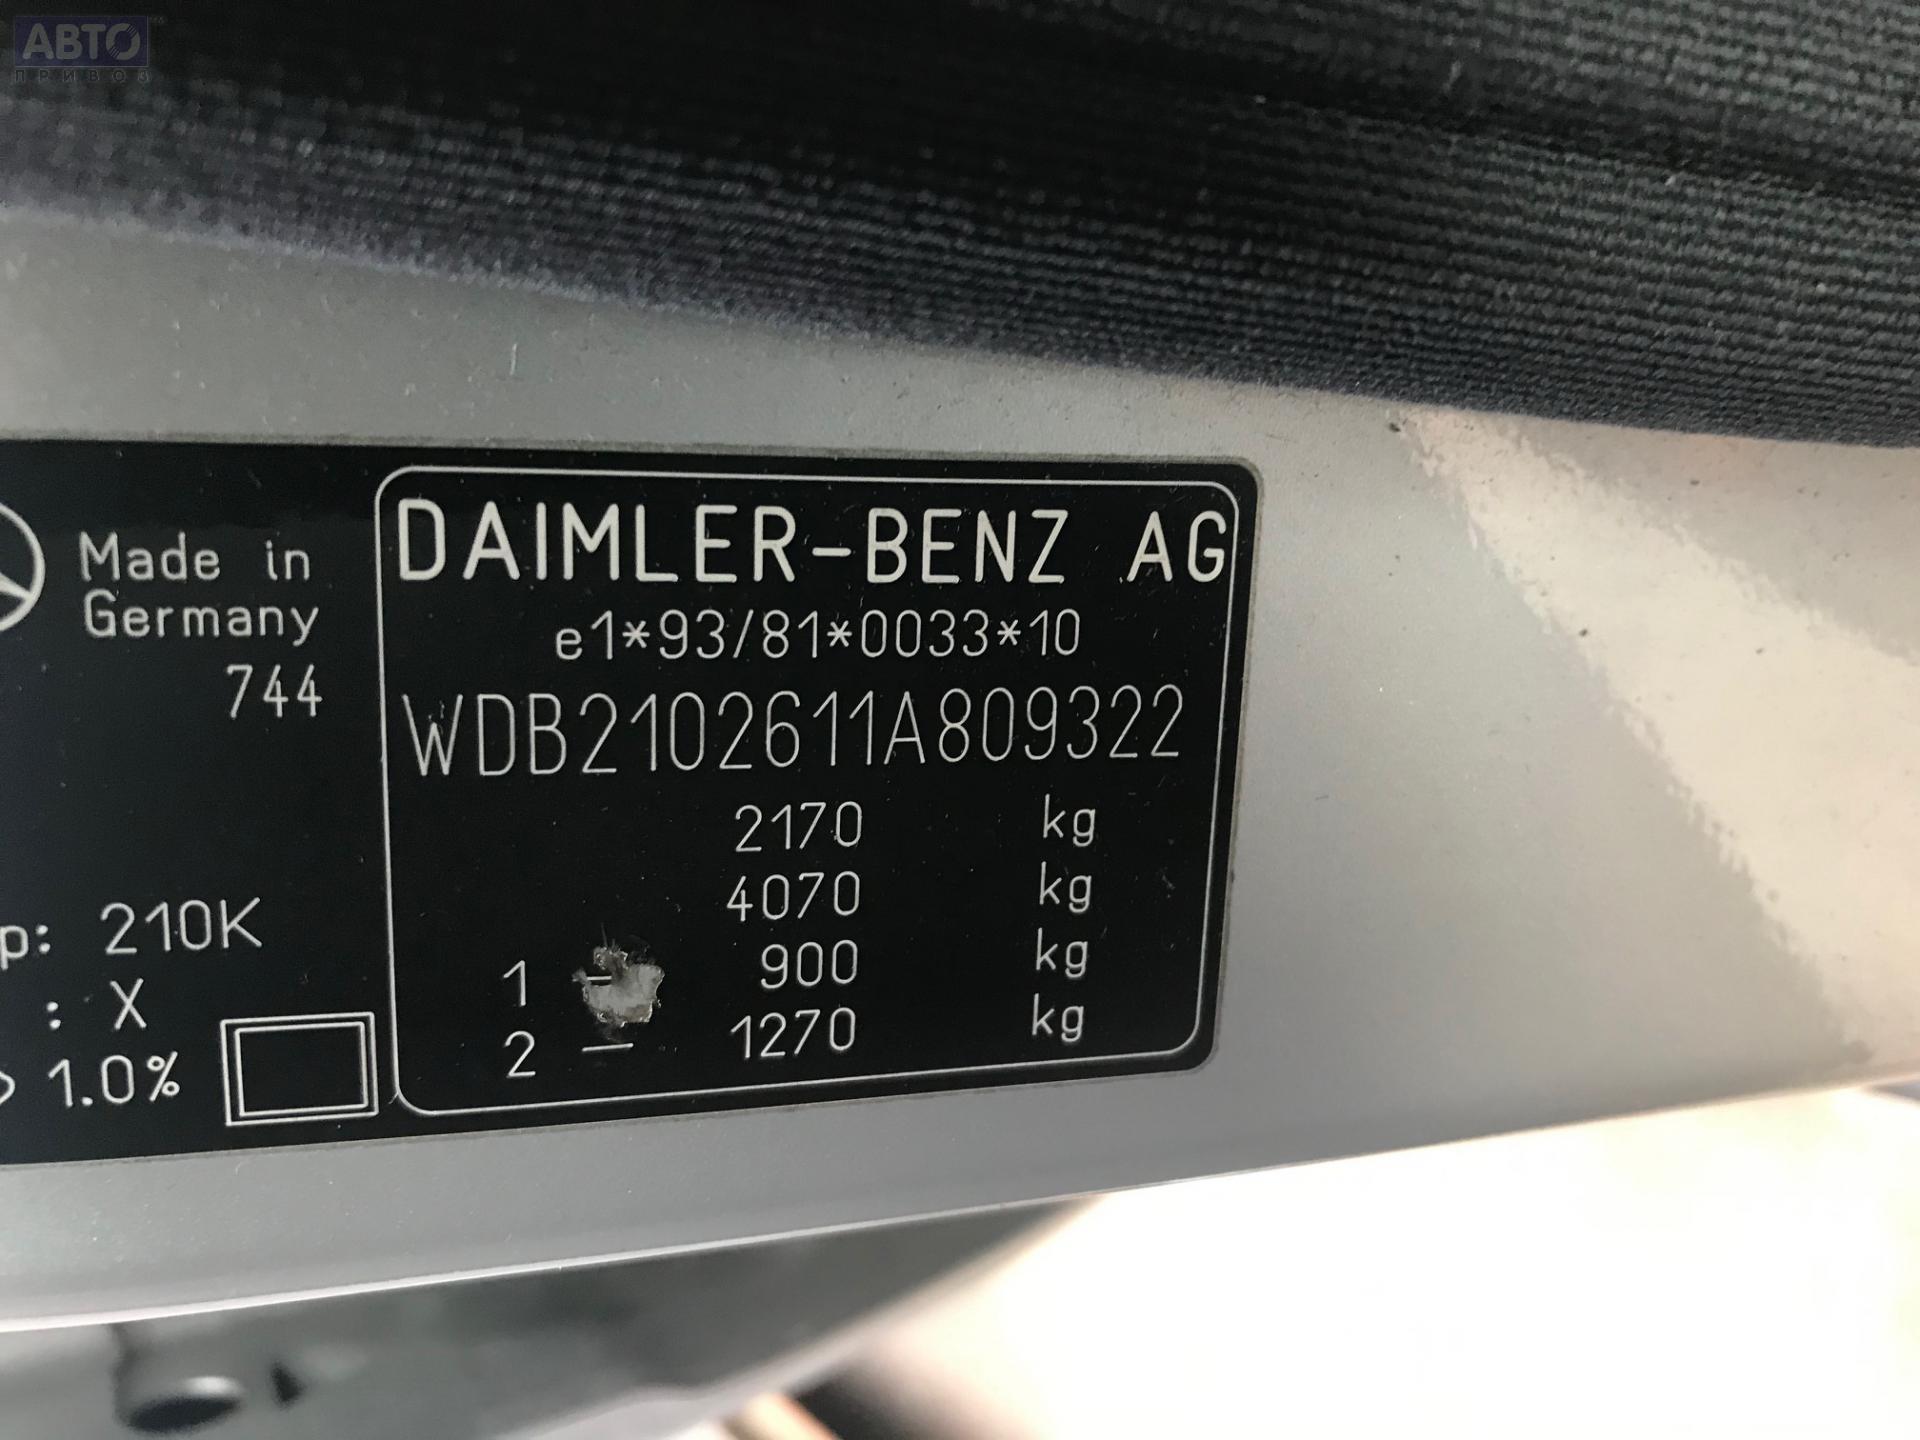 АВТО
ПРИВОЗ
Made in
Germany
744
p: 210K
: X
1.0%
DAIMLER-BENZ AG
e1*93/81*0033*10
WDB2102611A809322
2170 kg
4070 kg
1 - 900 kg
2 - 1270 kg